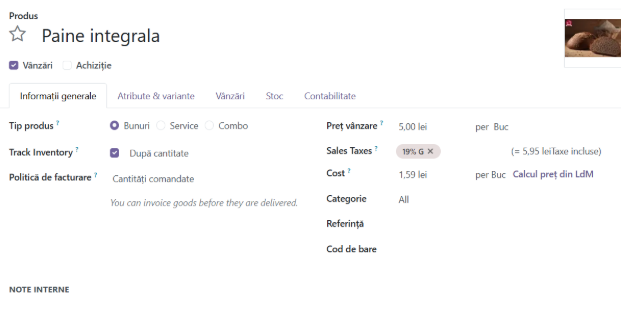 Produs
Paine integrala
Vânzări Achiziție
Informații generale Atribute & variante Vânzări Stoc Contabilitate
Tip produs ? Bunuri Service Combo
Track Inventory ? După cantitate
Politică de facturare ? Cantități comandate
You can invoice goods before they are delivered.
Preț vânzare ? 5,00 lei per Buc
Sales Taxes ? 19% G × (= 5,95 leiTaxe incluse)
Cost ? 1,59 lei per Buc Calcul preț din LdM
Categorie All
Referință
Cod de bare
NOTE INTERNE